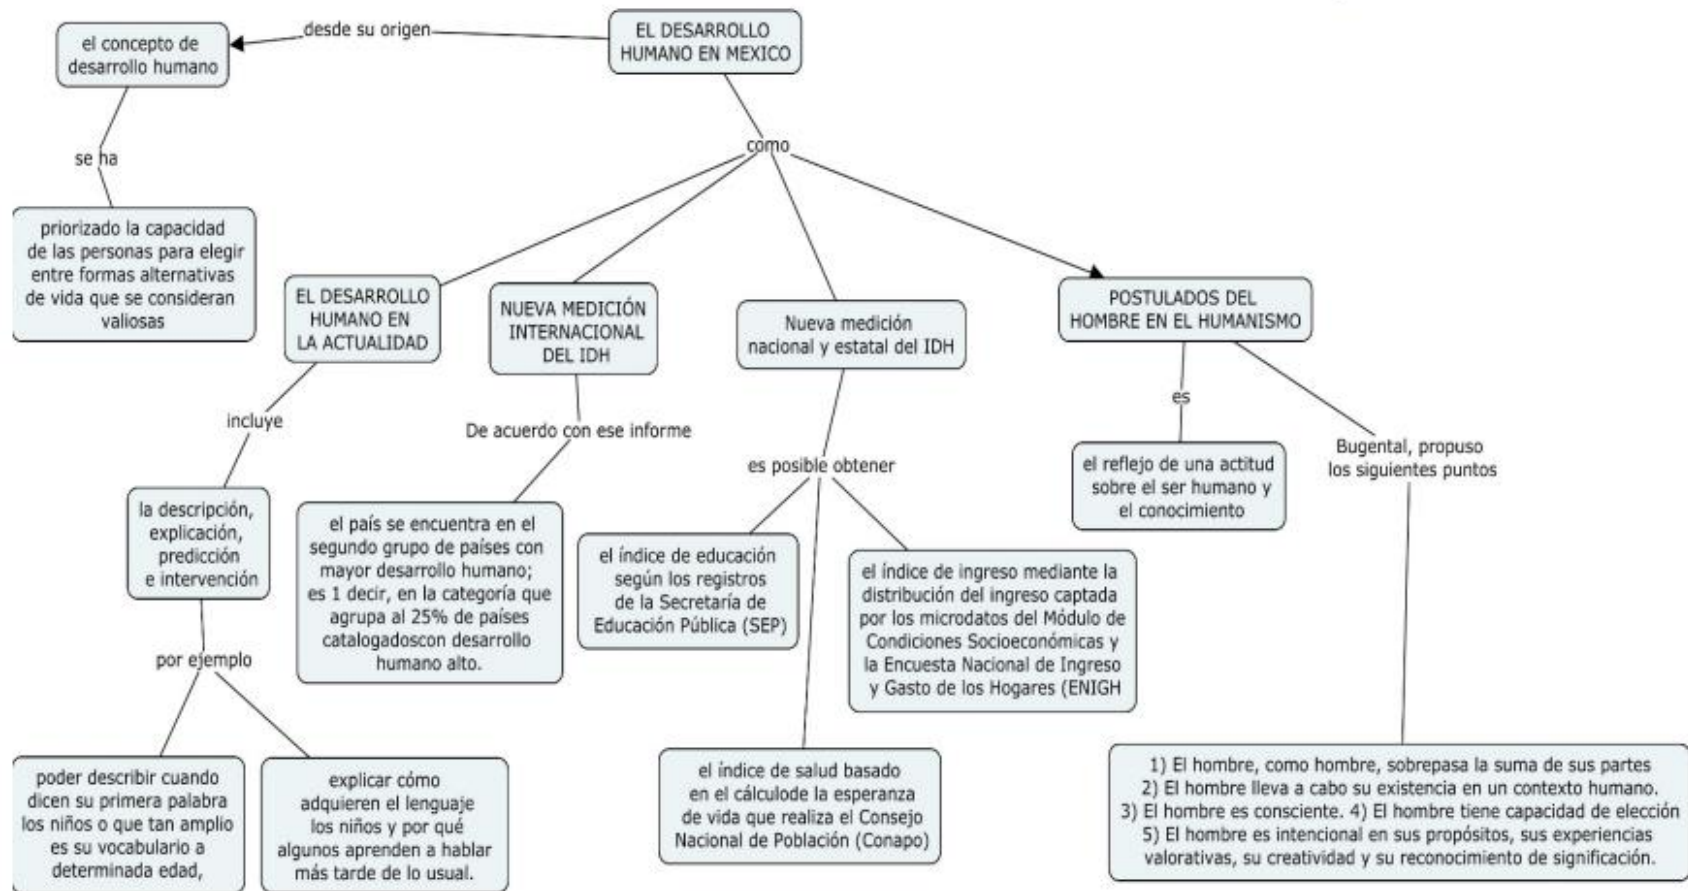 desde su origen
EL DESARROLLO
HUMANO EN MEXICO
el concepto de
desarrollo humano
se ha
como
priorizado la capacidad
de las personas para elegir
entre formas alternativas
de vida que se consideran
valiosas
EL DESARROLLO
HUMANO EN
LA ACTUALIDAD
NUEVA MEDICIÓN
INTERNACIONAL
DEL IDH
Nueva medición
nacional y estatal del IDH
POSTULADOS DEL
HOMBRE EN EL HUMANISMO
incluye
De acuerdo con ese informe
es posible obtener
es
Bugental, propuso
los siguientes puntos
la descripción,
explicación,
predicción
e intervención
el país se encuentra en el
segundo grupo de países con
mayor desarrollo humano;
es 1 decir, en la categoría que
agrupa al 25% de países
catalogadoscon desarrollo
humano alto.
el índice de educación
según los registros
de la Secretaría de
Educación Pública (SEP)
el índice de ingreso mediante la
distribución del ingreso captada
por los microdatos del Módulo de
Condiciones Socioeconómicas y
la Encuesta Nacional de Ingreso
y Gasto de los Hogares (ENIGH
el reflejo de una actitud
sobre el ser humano y
el conocimiento
por ejemplo
poder describir cuando
dicen su primera palabra
los niños o que tan amplio
es su vocabulario a
determinada edad,
explicar cómo
adquieren el lenguaje
los niños y por qué
algunos aprenden a hablar
más tarde de lo usual.
el índice de salud basado
en el cálculode la esperanza
de vida que realiza el Consejo
Nacional de Población (Conapo)
1) El hombre, como hombre, sobrepasa la suma de sus partes
2) El hombre lleva a cabo su existencia en un contexto humano.
3) El hombre es consciente. 4) El hombre tiene capacidad de elección
5) El hombre es intencional en sus propósitos, sus experiencias
valorativas, su creatividad y su reconocimiento de significación.